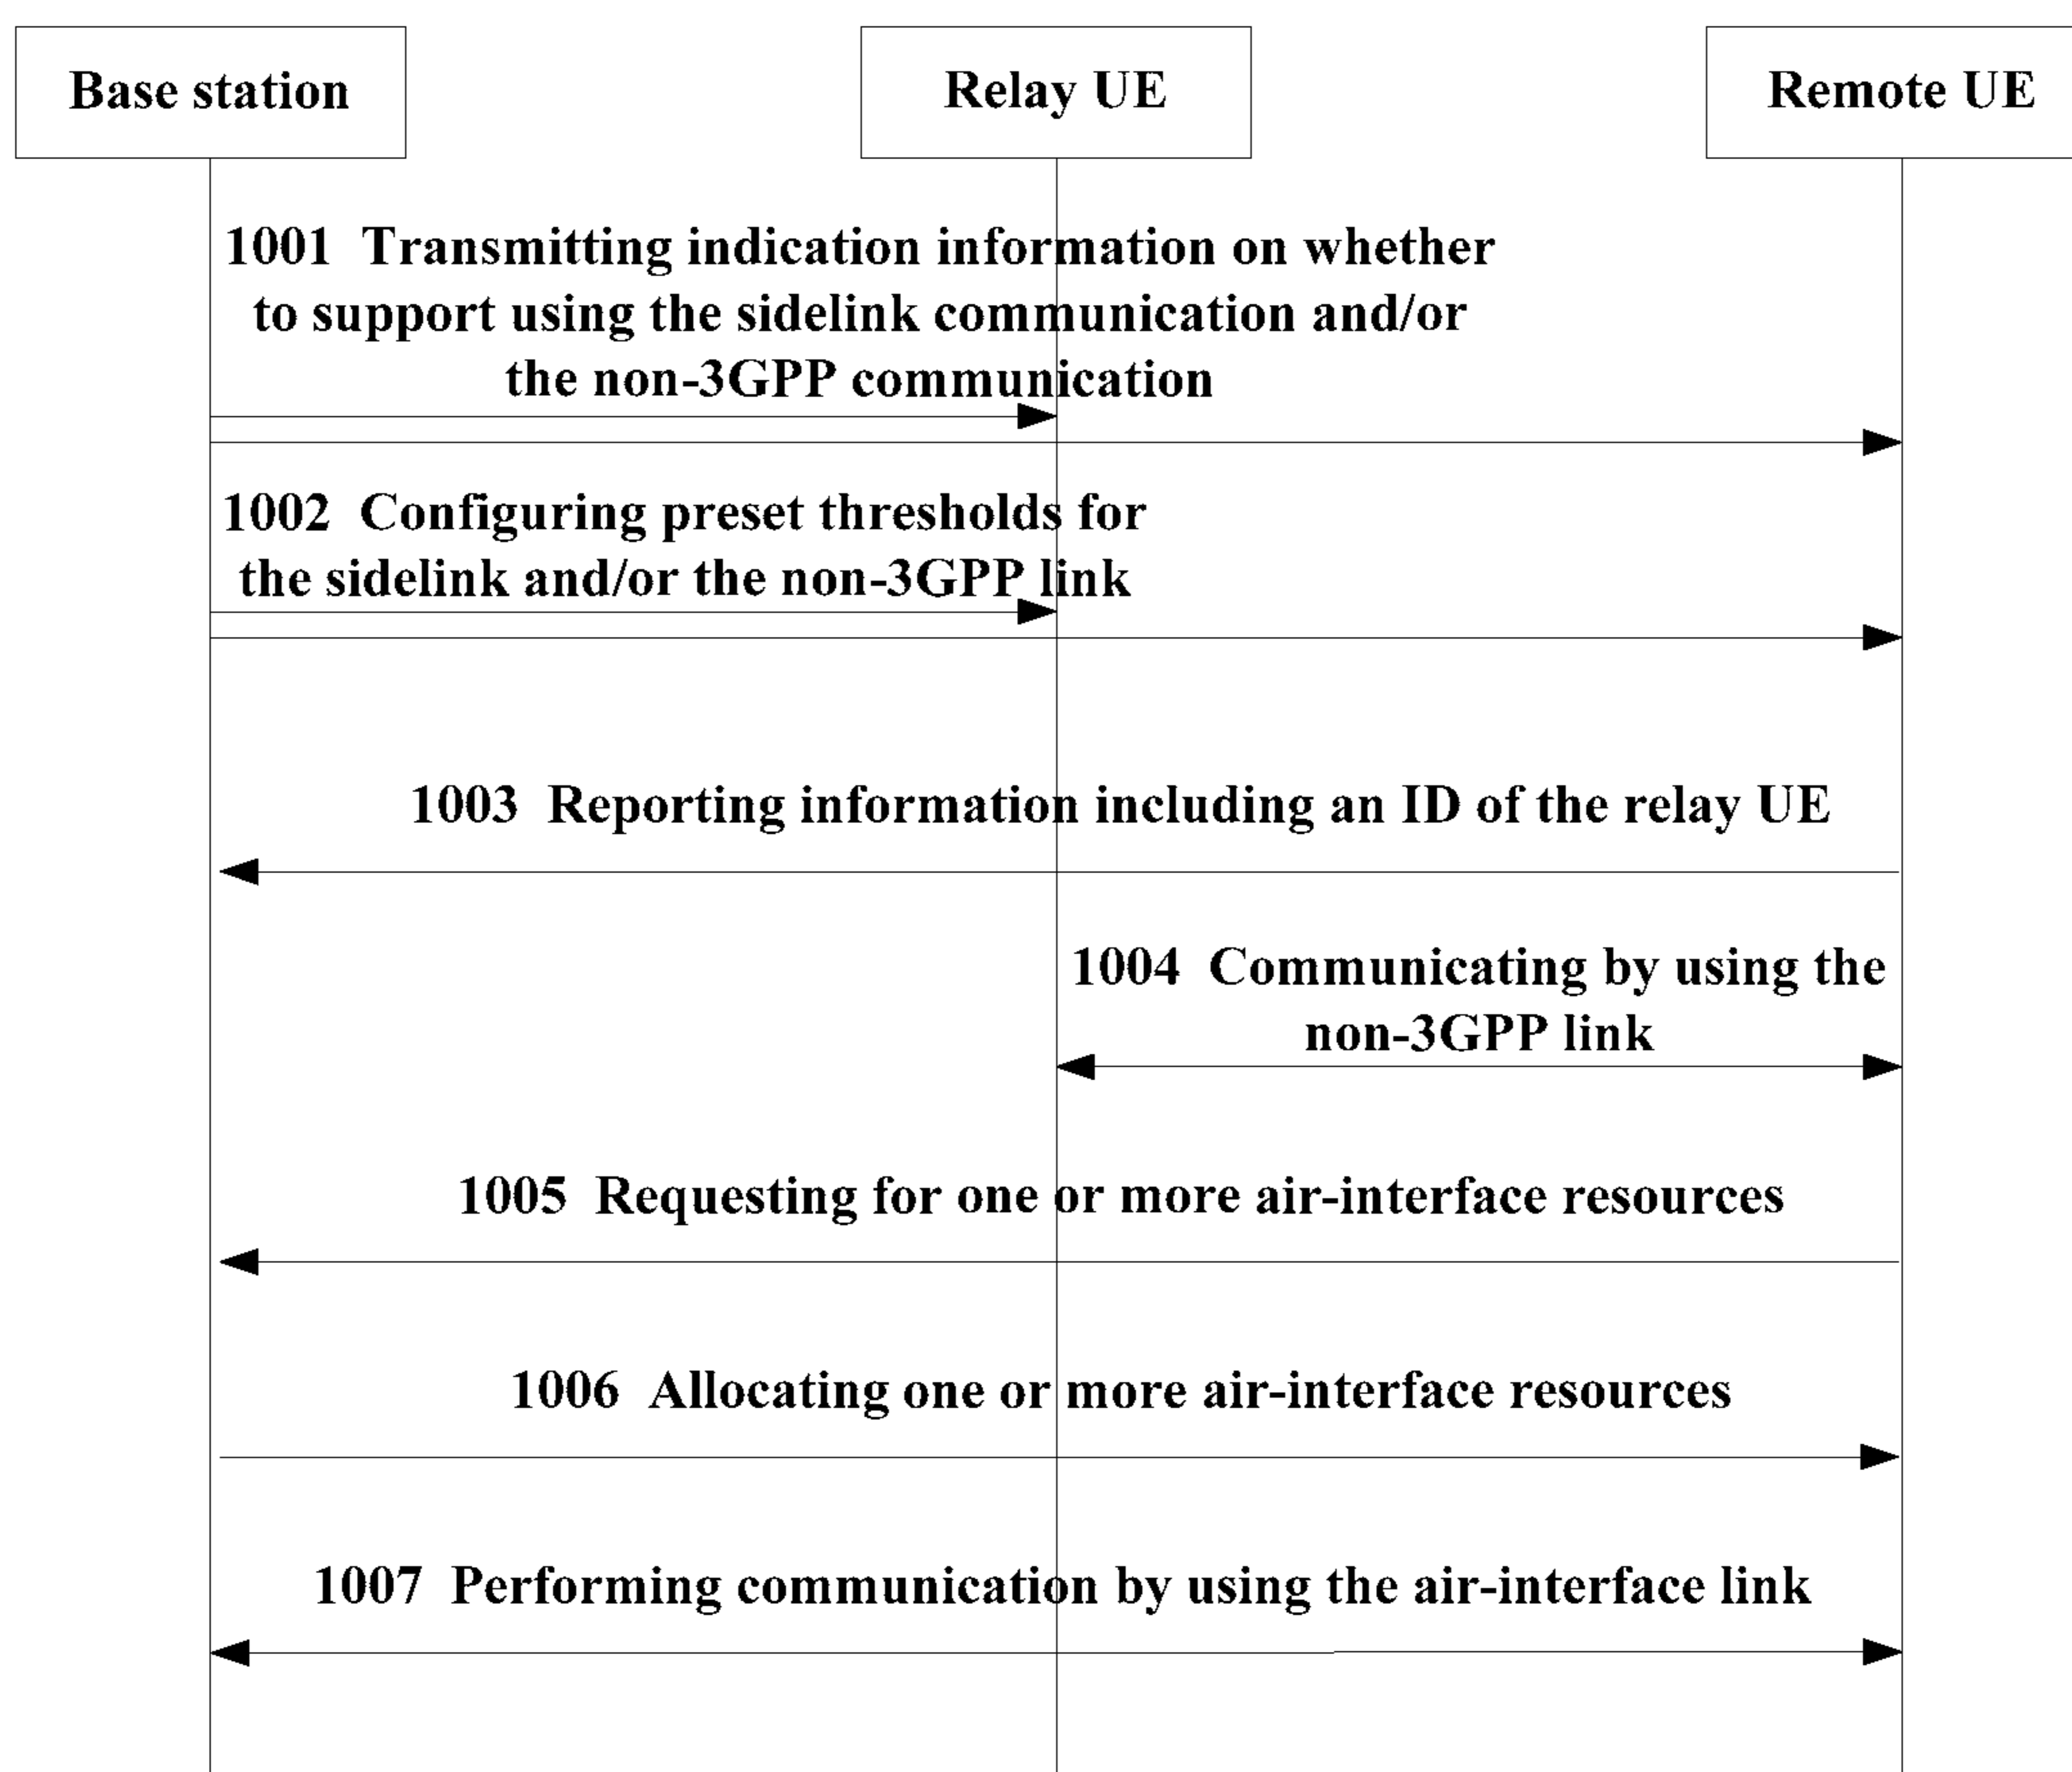 Base station
Relay UE
Remote UE
1001 Transmitting indication information on whether
to support using the sidelink communication and/or
the non-3GPP communication
1002 Configuring preset thresholds for
the sidelink and/or the non-3GPP link
1003 Reporting information including an ID of the relay UE
1004 Communicating by using the
non-3GPP link
1005 Requesting for one or more air-interface resources
1006 Allocating one or more air-interface resources
1007 Performing communication by using the air-interface link